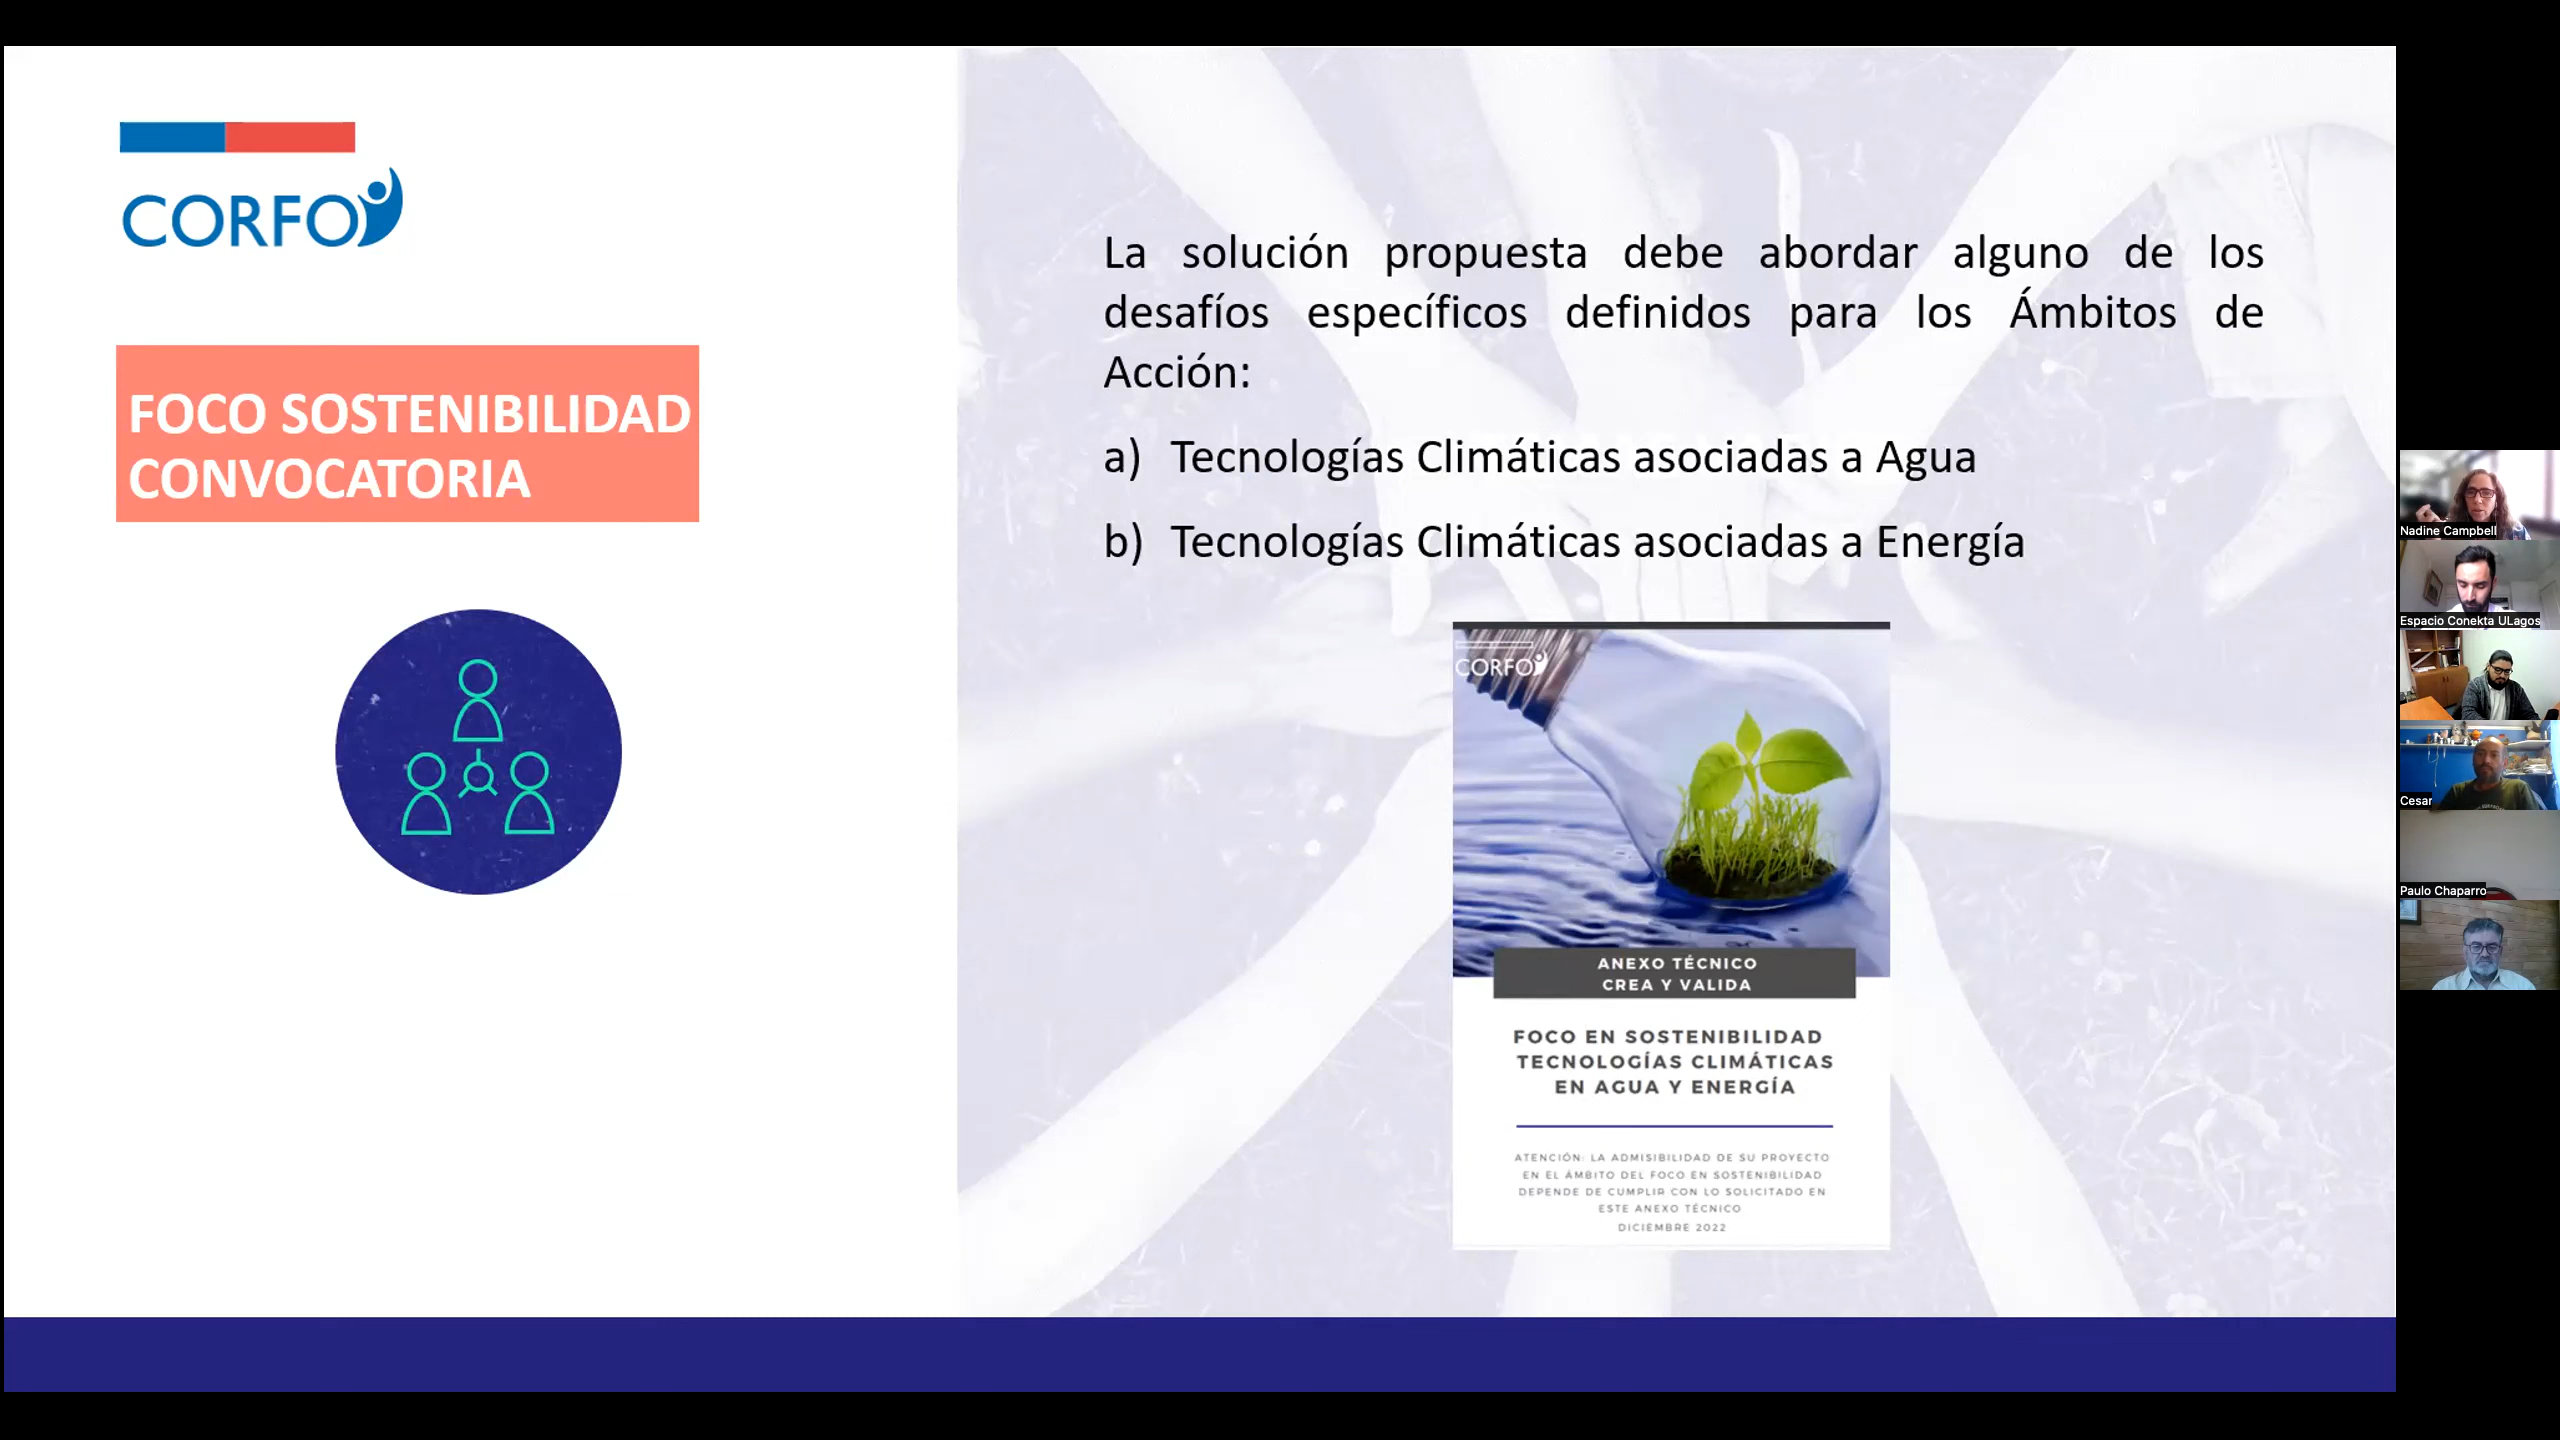 CORFO
FOCO SOSTENIBILIDAD
CONVOCATORIA
La solución propuesta debe abordar alguno de los
desafíos específicos definidos para los Ámbitos de
Acción:
a) Tecnologías Climáticas asociadas a Agua
b) Tecnologías Climáticas asociadas a Energía
CORFO
ANEXO TÉCNICO
CREA Y VALIDA
FOCO EN SOSTENIBILIDAD
TECNOLOGÍAS CLIMÁTICAS
EN AGUA Y ENERGÍA
ATENCIÓN: LA ADMISIBILIDAD DE SU PROYECTO
EN EL ÁMBITO DEL FOCO EN SOSTENIBILIDAD
DEPENDE DE CUMPLIR CON LO SOLICITADO EN
ESTE ANEXO TÉCNICO
DICIEMBRE 2022
Nadine Campbell
Espacio Conekta ULagos
Cesar
Paulo Chaparro